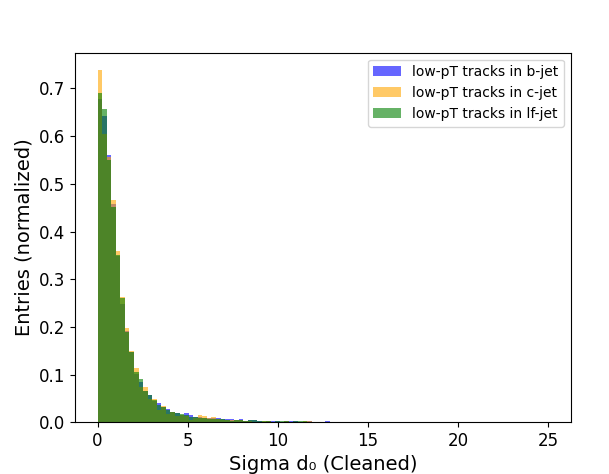 low-pT tracks in b-jet
low-pT tracks in c-jet
low-pT tracks in lf-jet
Entries (normalized)
0.7
0.6
0.5
0.4
0.3
0.2
0.1
0.0
0 5 10 15 20 25
Sigma d₀ (Cleaned)